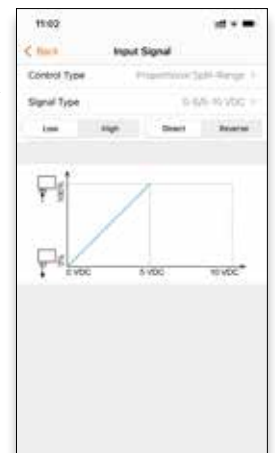 11:02
Back Input Signal
Control Type Proportional Split-Range
Signal Type 0-5/5-10 VDC
Low High Direct Reverse
100%
0%
0 VDC 5 VDC 10 VDC